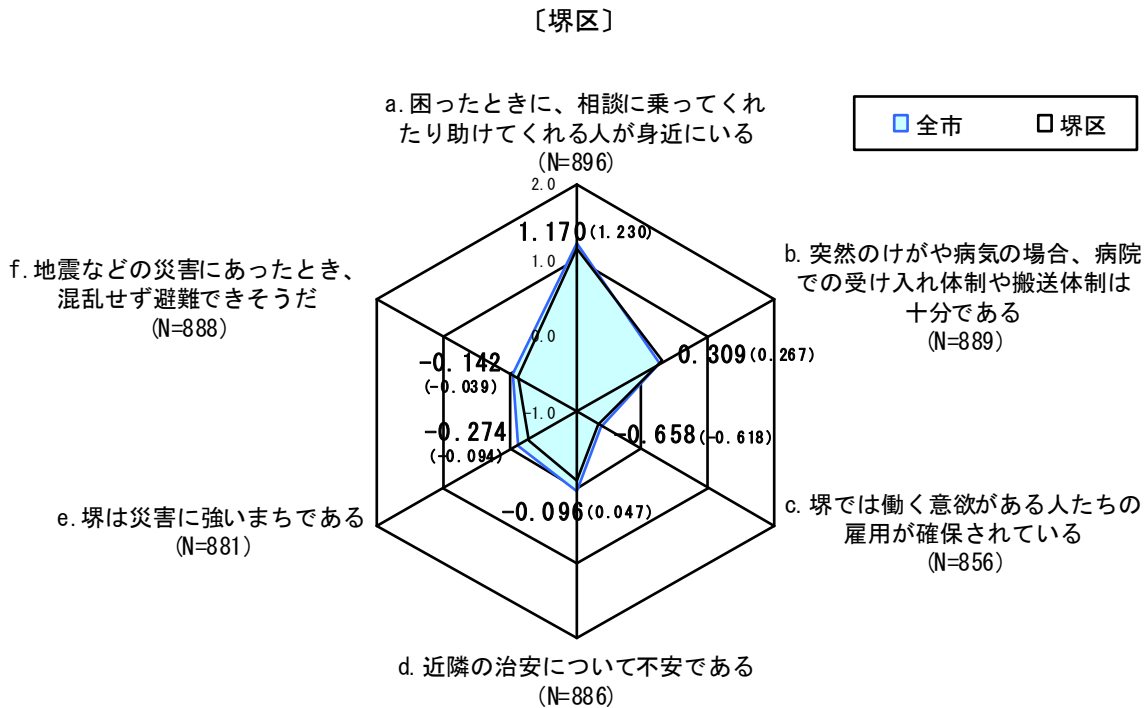 〔堺区〕
a.困ったときに、相談に乗ってくれ
たり助けてくれる人が身近にいる
(N=896)
全市 堺区
2.0
1.170(1.230)
1.0
b.突然のけがや病気の場合、病院
での受け入れ体制や搬送体制は
十分である
(N=889)
f.地震などの災害にあったとき、
混乱せず避難できそうだ
(N=888)
0.0
0.309(0.267)
-0.142
(-0.039)
-1.0
-0.274
(-0.094)
-0.658(-0.618)
-0.096(0.047)
e.堺は災害に強いまちである
(N=881)
c.堺では働く意欲がある人たちの
雇用が確保されている
(N=856)
d.近隣の治安について不安である
(N=886)